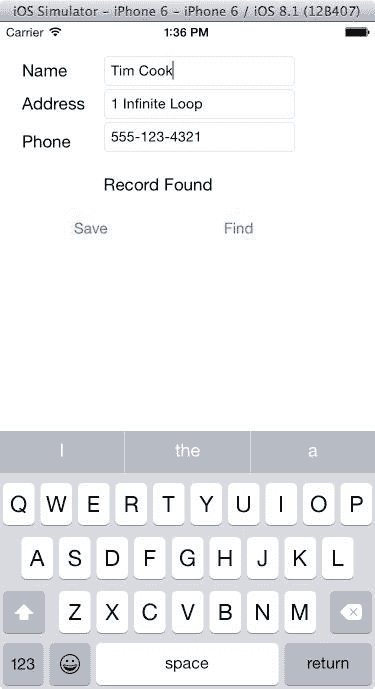 iOS Simulator - iPhone 6 - iPhone 6 / iOS 8.1 (12B407)
Carrier 1:36 PM
Name Tim Cook
Address 1 Infinite Loop
Phone 555-123-4321
Record Found
Save Find
I the a
Q W E R T Y U I O P
A S D F G H J K L
Z X C V B N M
123 space return